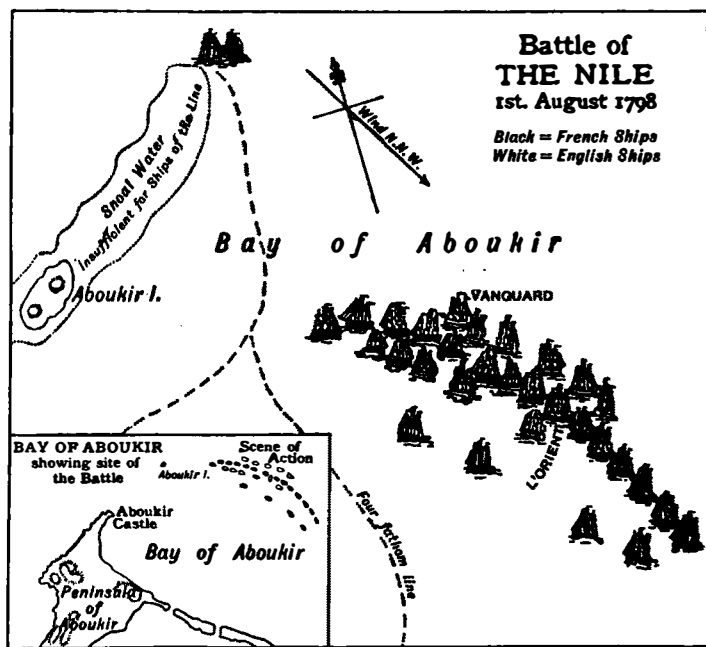 Battle of
THE NILE
1st. August 1798
Black = French Ships
White = English Ships
Wind N.N.W.
Snoal Water
Insufficient for Ships of the Line
Bay of Aboukir
Aboukir I.
VANGUARD
L'ORIENT
Four fathom line
BAY OF ABOUKIR
showing site of
the Battle
Scene of
Action
Aboukir I.
Aboukir
Castle
Bay of Aboukir
Peninsula
of
Aboukir